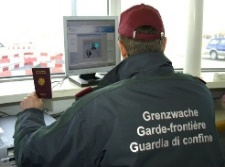 Grenzwache
Garde-frontière
Guardia di confine